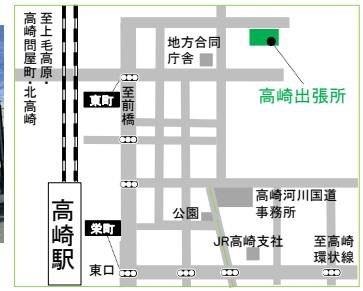 至上毛高原・
高崎問屋町・北高崎
地方合同
庁舎
高崎出張所
東町
至前橋
高崎河川国道
事務所
公園
栄町
高崎駅
JR高崎支社
至高崎
環状線
東口